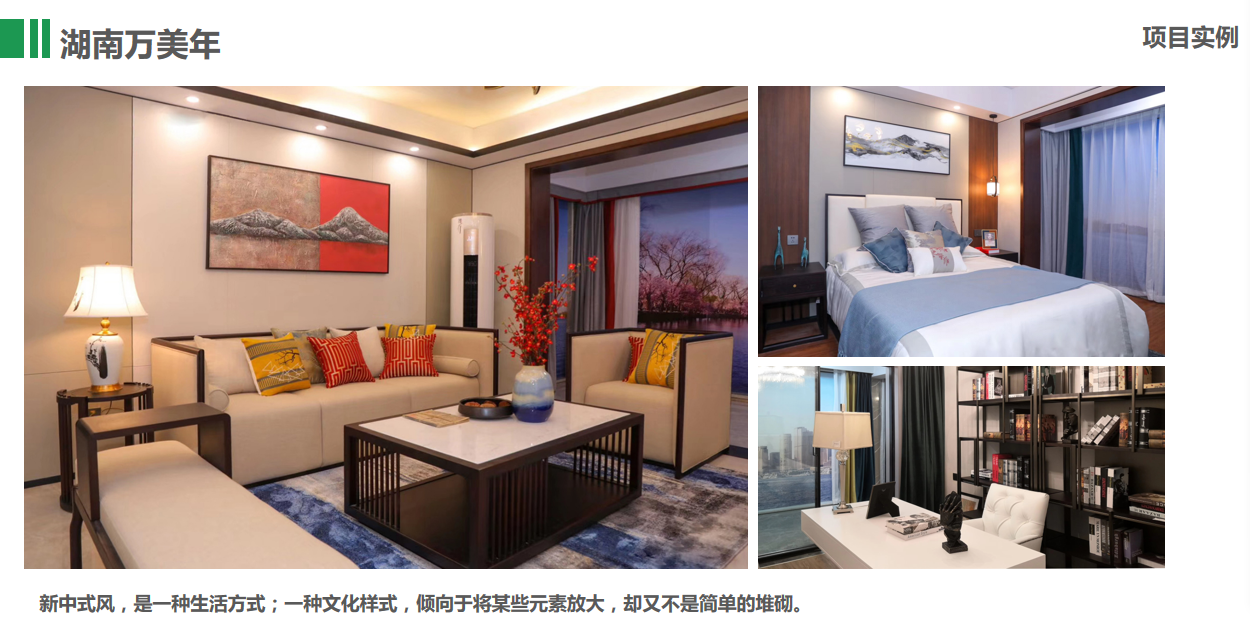 湖南万美年
项目实例
新中式风，是一种生活方式；一种文化样式，倾向于将某些元素放大，却又不是简单的堆砌。